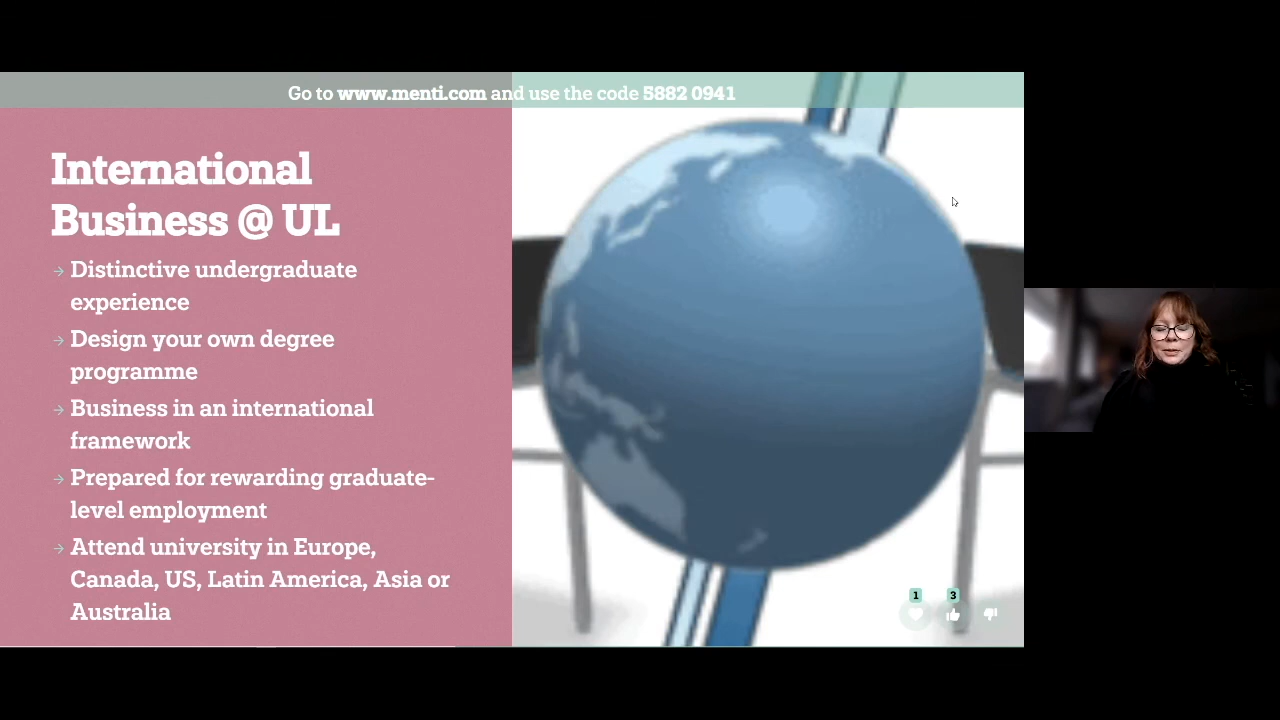 Go to www.menti.com and use the code 5882 0941
International
Business @ UL
→ Distinctive undergraduate
experience
→ Design your own degree
programme
→ Business in an international
framework
→ Prepared for rewarding graduate-
level employment
→ Attend university in Europe,
Canada, US, Latin America, Asia or
Australia
1 3